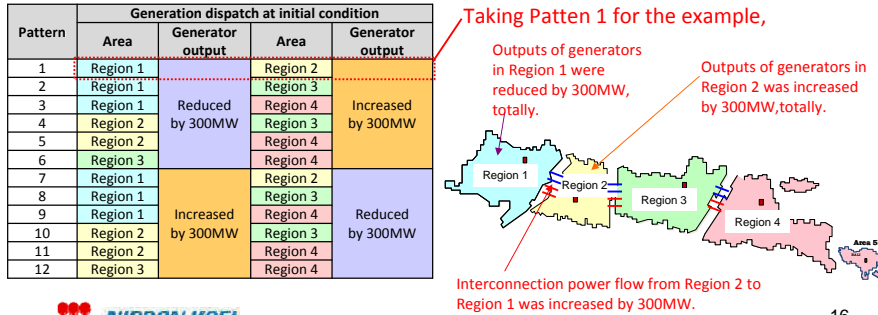 Generation dispatch at initial condition
Pattern Area Generator output Area Generator output
1 Region 1 Region 2
2 Region 1 Region 3
3 Region 1 Reduced Region 4 Increased
4 Region 2 by 300MW Region 3 by 300MW
5 Region 2 Region 4
6 Region 3 Region 4
7 Region 1 Region 2
8 Region 1 Region 3
9 Region 1 Increased Region 4 Reduced
10 Region 2 by 300MW Region 3 by 300MW
11 Region 2 Region 4
12 Region 3 Region 4
Taking Patten 1 for the example,
Outputs of generators
in Region 1 were
reduced by 300MW,
totally.
Outputs of generators in
Region 2 was increased
by 300MW,totally.
Region 1
Region 2
Region 3
Region 4
Area 5
Interconnection power flow from Region 2 to
Region 1 was increased by 300MW.
NIPPON KOEI
16